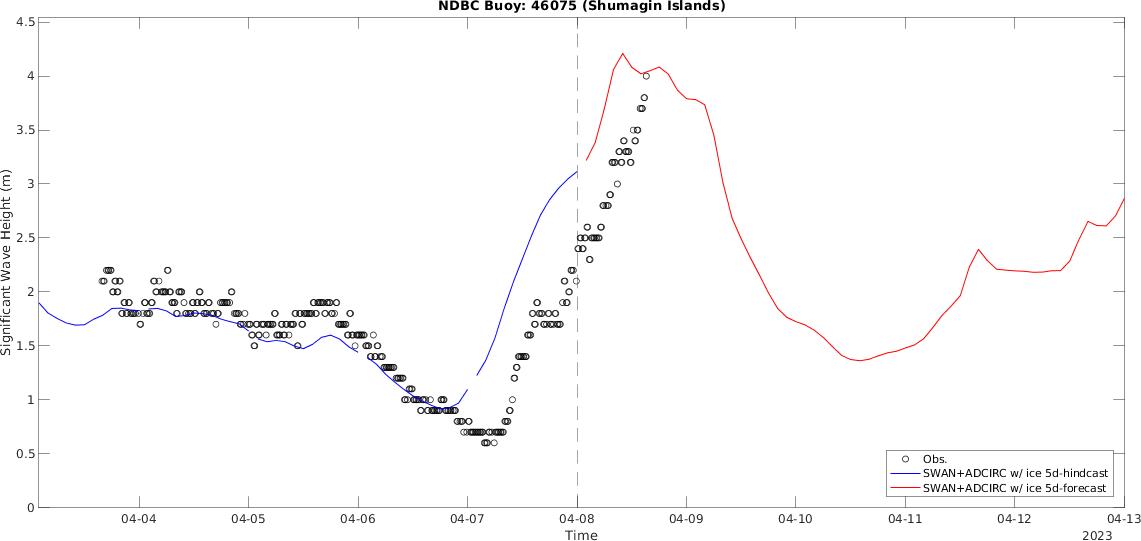 NDBC Buoy: 46075 (Shumagin Islands)
4.5
4
3.5
3
2.5
2
1.5
1
0.5
0
Significant Wave Height (m)
Obs.
SWAN+ADCIRC w/ ice 5d-hindcast
SWAN+ADCIRC w/ ice 5d-forecast
04-04 04-05 04-06 04-07 04-08 04-09 04-10 04-11 04-12 04-13
Time
2023